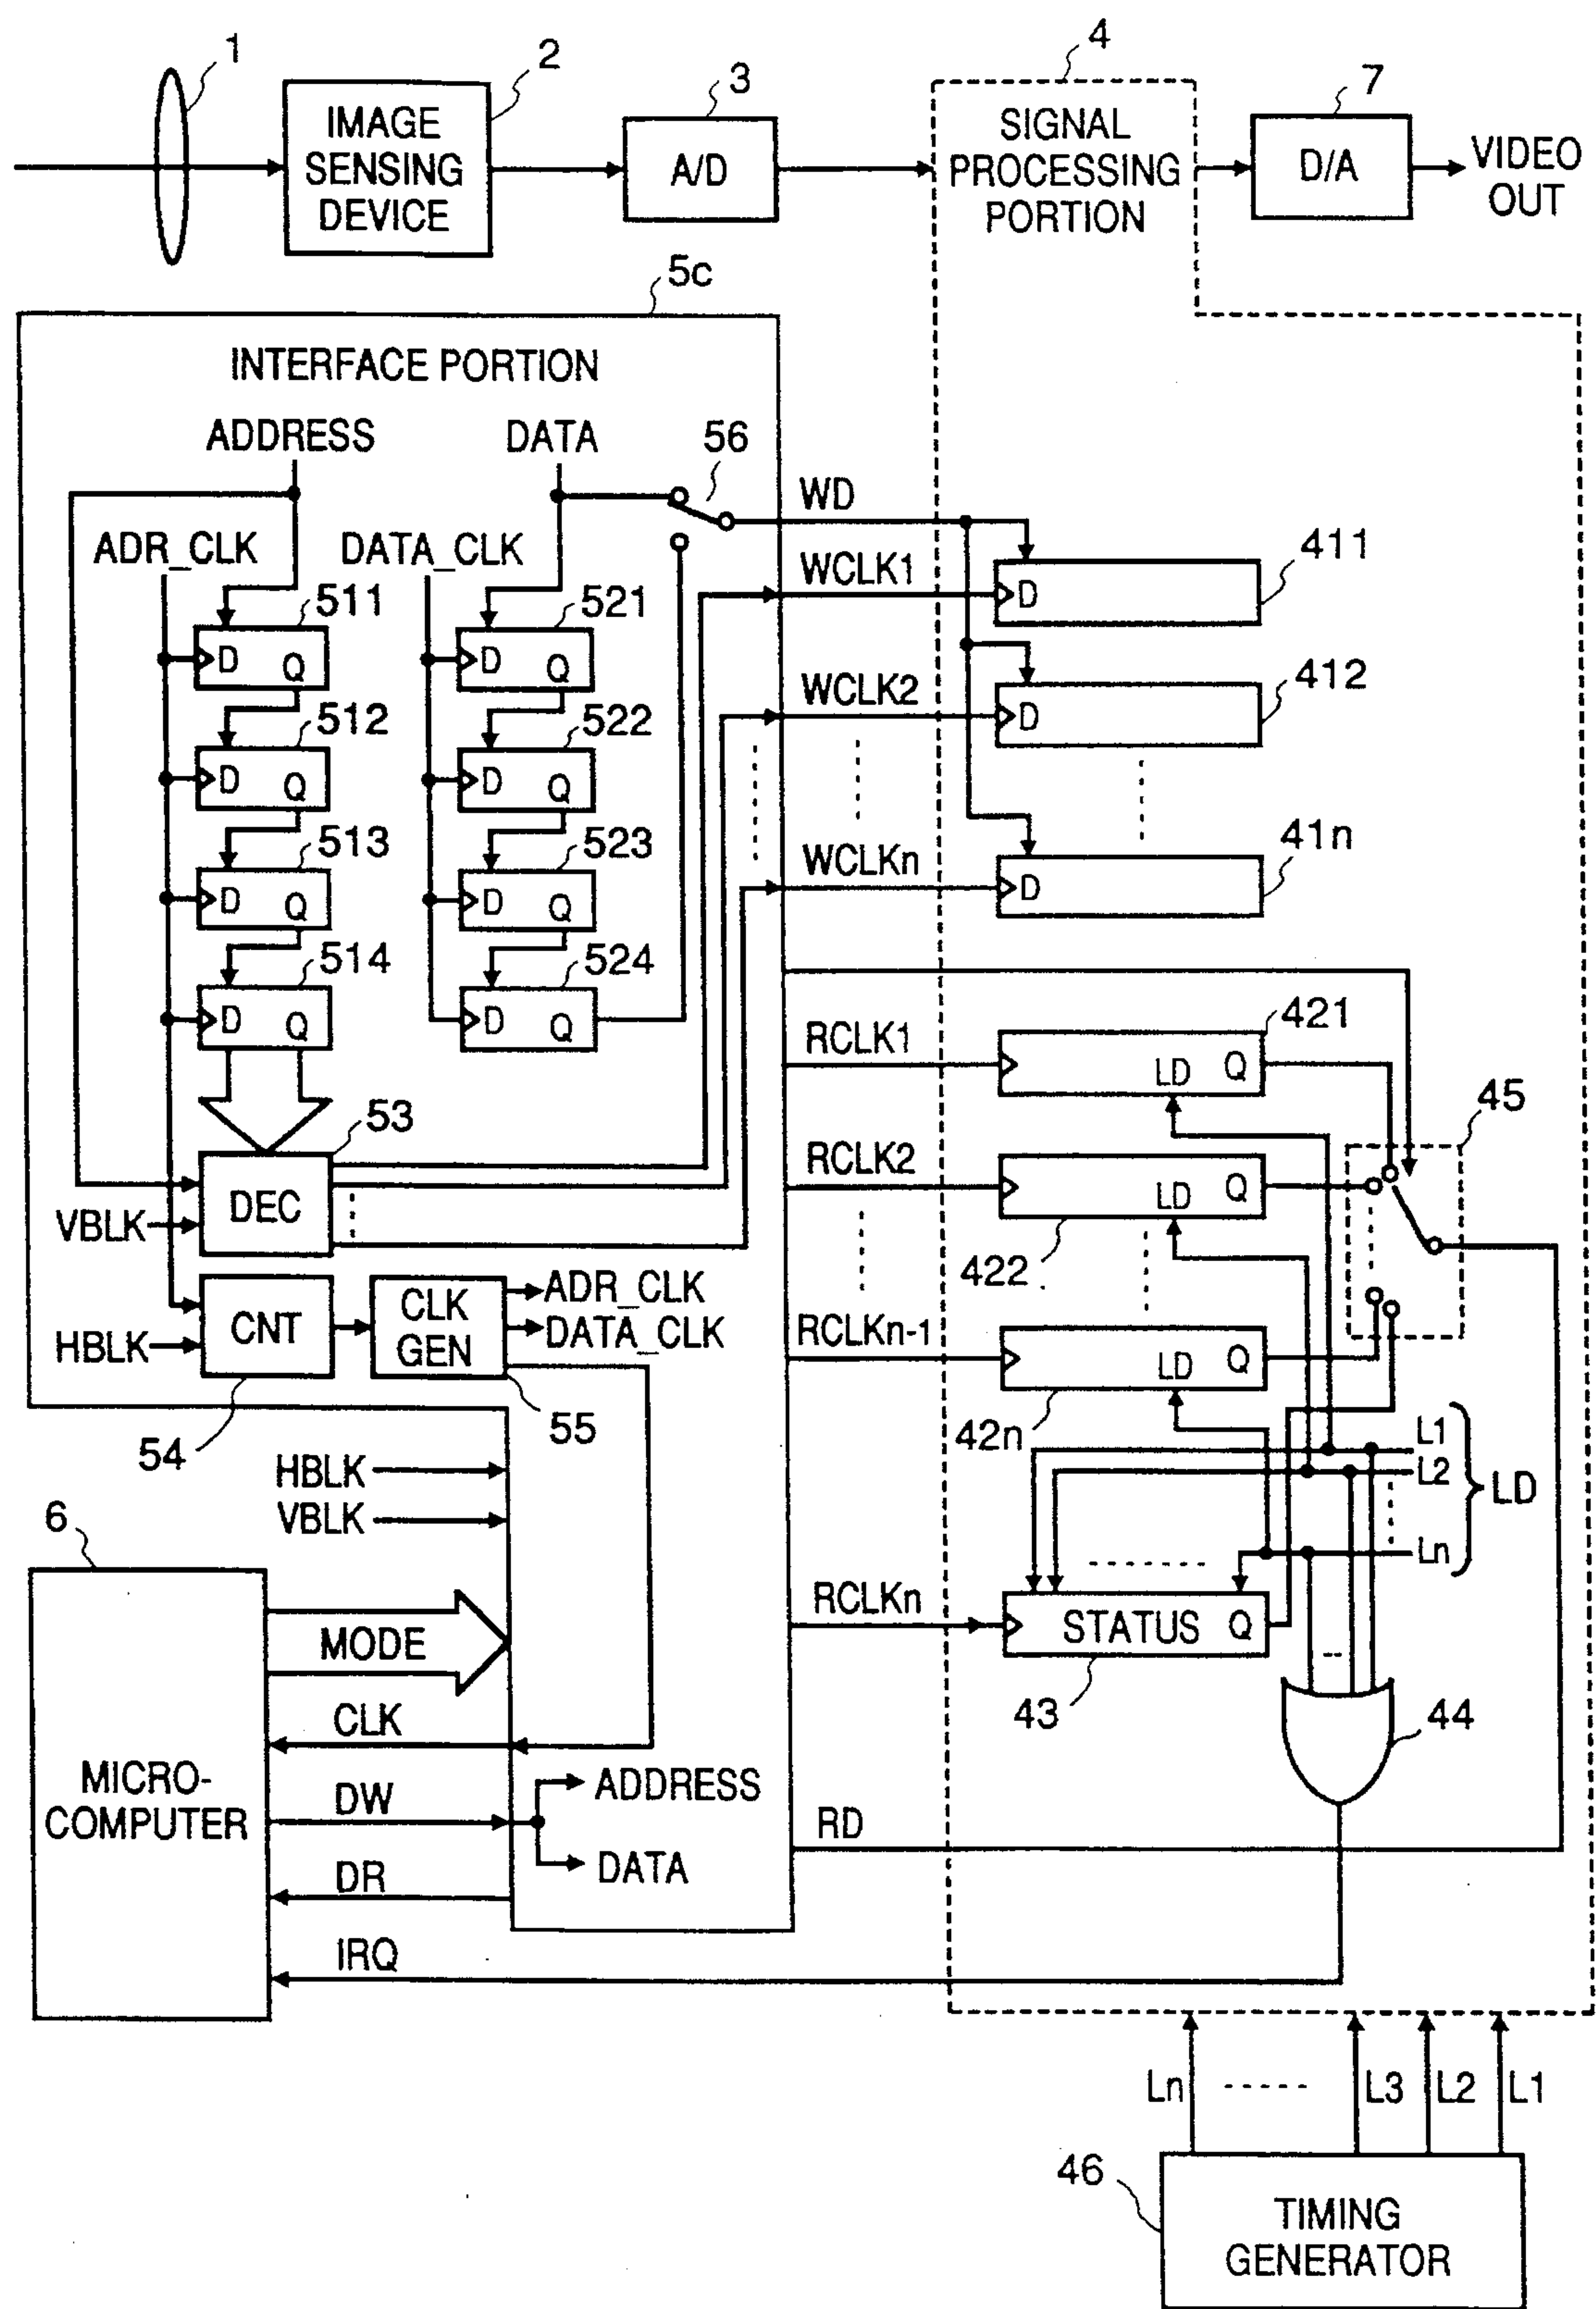 1
2
3
4
7
IMAGE
SENSING
DEVICE
A/D
SIGNAL
PROCESSING
PORTION
D/A
VIDEO
OUT
5c
INTERFACE PORTION
ADDRESS
DATA
56
WD
ADR_CLK
DATA_CLK
WCLK1
D
411
511
521
D Q
D Q
WCLK2
D
412
512
522
D Q
D Q
513
523
D Q
D Q
WCLKn
D
41n
514
524
D Q
D Q
RCLK1
LD Q
421
45
53
DEC
VBLK
RCLK2
LD Q
422
CNT
HBLK
54
CLK
GEN
55
ADR_CLK
DATA_CLK
RCLKn-1
LD Q
42n
L1
L2
Ln
LD
HBLK
VBLK
6
MODE
RCLKn
STATUS Q
43
44
CLK
MICRO-
COMPUTER
DW
ADDRESS
DATA
RD
DR
IRQ
Ln
L3
L2
L1
46
TIMING
GENERATOR